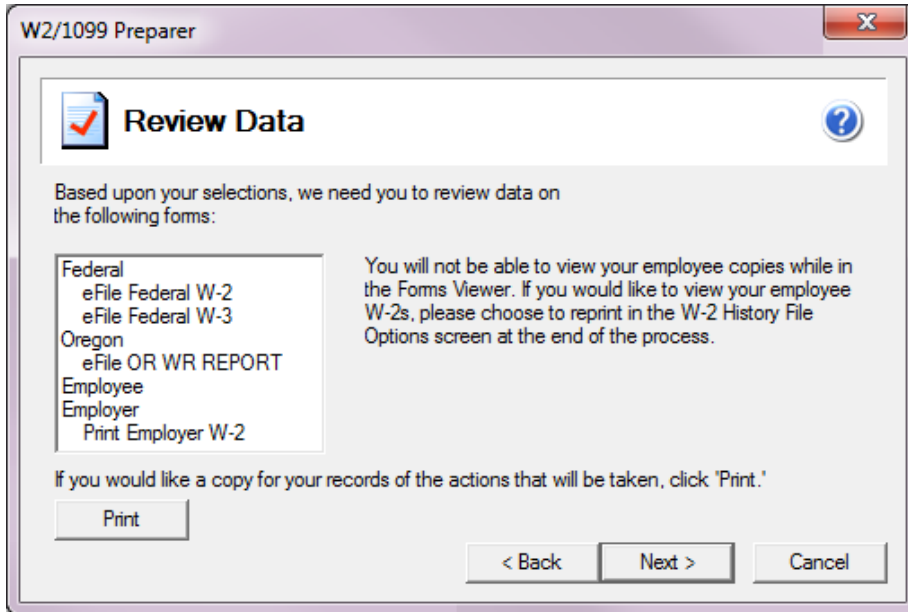 W2/1099 Preparer
Review Data
Based upon your selections, we need you to review data on
the following forms:
Federal
eFile Federal W-2
eFile Federal W-3
Oregon
eFile OR WR REPORT
Employee
Employer
Print Employer W-2
You will not be able to view your employee copies while in
the Forms Viewer. If you would like to view your employee
W-2s, please choose to reprint in the W-2 History File
Options screen at the end of the process.
If you would like a copy for your records of the actions that will be taken, click 'Print.'
Print
< Back
Next >
Cancel